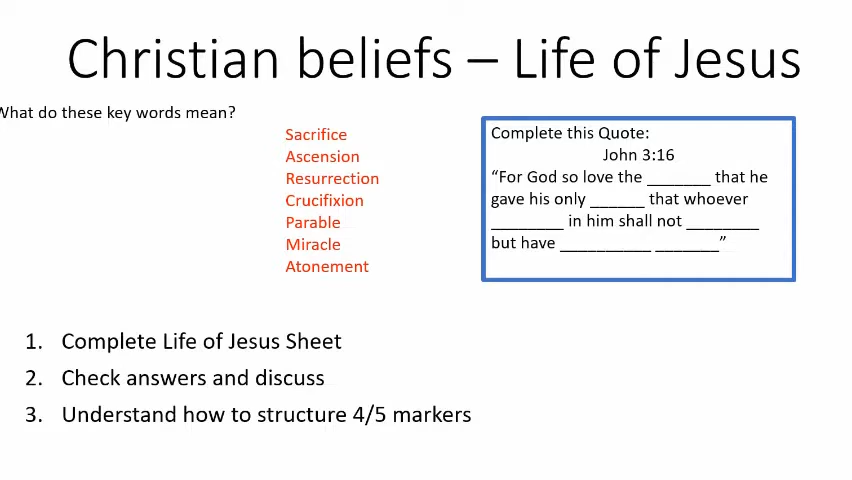 Christian beliefs – Life of Jesus
What do these key words mean?
Sacrifice
Ascension
Resurrection
Crucifixion
Parable
Miracle
Atonement
Complete this Quote:
John 3:16
“For God so love the _______ that he
gave his only ______ that whoever
________ in him shall not ________
but have __________ _______”
1. Complete Life of Jesus Sheet
2. Check answers and discuss
3. Understand how to structure 4/5 markers